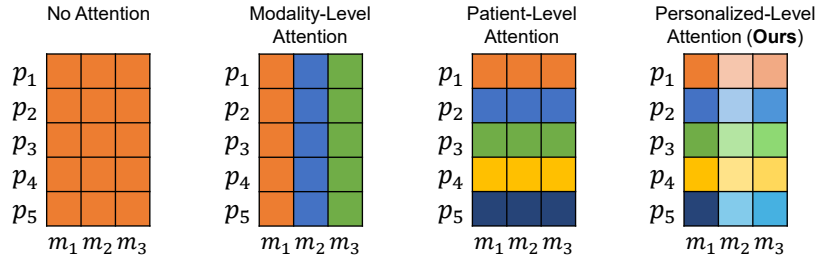 No Attention
Modality-Level
Attention
Patient-Level
Attention
Personalized-Level
Attention (Ours)
p₁
p₂
p₃
p₄
p₅
m₁ m₂ m₃
p₁
p₂
p₃
p₄
p₅
m₁ m₂ m₃
p₁
p₂
p₃
p₄
p₅
m₁ m₂ m₃
p₁
p₂
p₃
p₄
p₅
m₁ m₂ m₃